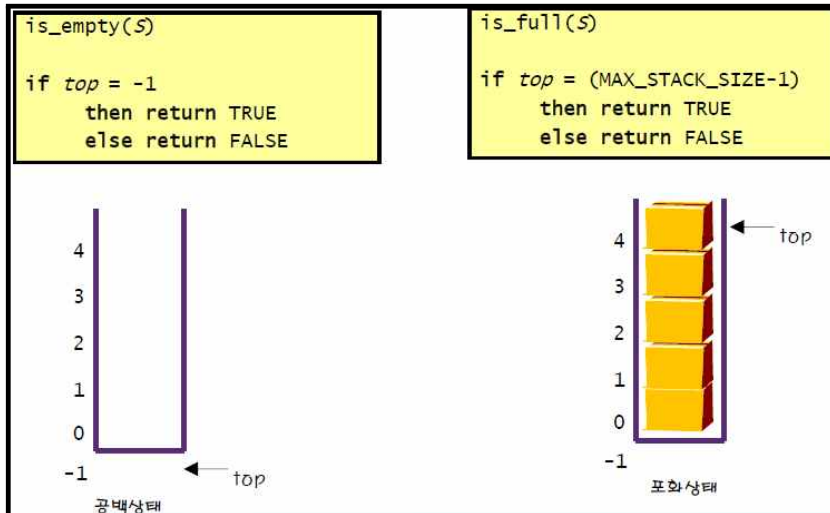 is_empty(S)
if top = -1
then return TRUE
else return FALSE
is_full(S)
if top = (MAX_STACK_SIZE-1)
then return TRUE
else return FALSE
4
3
2
1
0
-1
top
공백상태
4
3
2
1
0
-1
top
포화상태